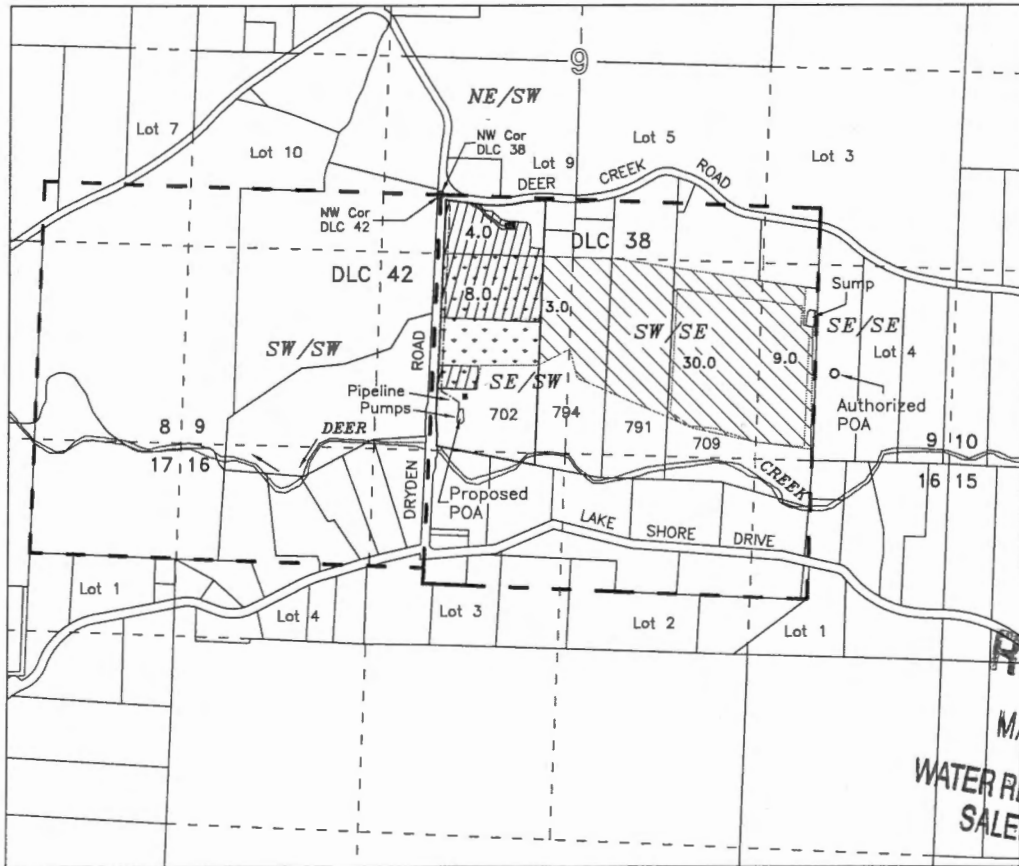 9
NE/SW
Lot 7
NW Cor
DLC 38
Lot 5
Lot 10
Lot 9
Lot 3
DEER CREEK ROAD
NW Cor
DLC 42
4.0
DLC 38
DLC 42
8.0
3.0
Sump
SW/SW
ROAD
SW/SE
SE/SE
30.0
9.0
Lot 4
SE/SW
Pipeline
Pumps
702
794
791
709
Authorized
POA
8 9
17 16
DEER
CREEK
9 10
16 15
DRYDEN
Proposed
POA
LAKE SHORE DRIVE
Lot 1
Lot 4
Lot 3
Lot 2
Lot 1
R
MA
WATER R
SALE